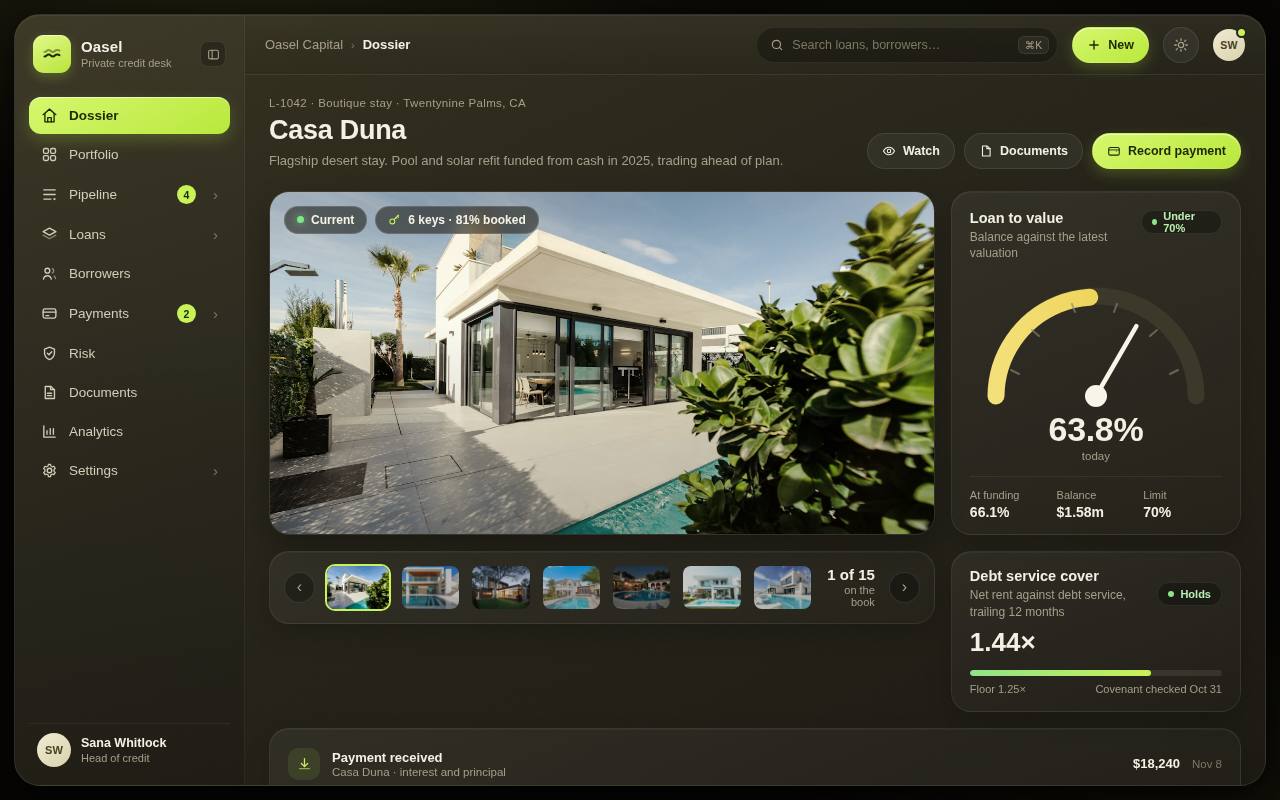 Oasel
Private credit desk
Oasel Capital › Dossier
Search loans, borrowers…
⌘K
New
SW
Dossier
Portfolio
Pipeline
4
Loans
Borrowers
Payments
2
Risk
Documents
Analytics
Settings
SW
Sana Whitlock
Head of credit
L-1042 · Boutique stay · Twentynine Palms, CA
Casa Duna
Flagship desert stay. Pool and solar refit funded from cash in 2025, trading ahead of plan.
Watch
Documents
Record payment
Current
6 keys · 81% booked
1 of 15
on the
book
Loan to value
Balance against the latest
valuation
Under
70%
63.8%
today
At funding
66.1%
Balance
$1.58m
Limit
70%
Debt service cover
Net rent against debt service,
trailing 12 months
Holds
1.44×
Floor 1.25×
Covenant checked Oct 31
Payment received
Casa Duna · interest and principal
$18,240
Nov 8